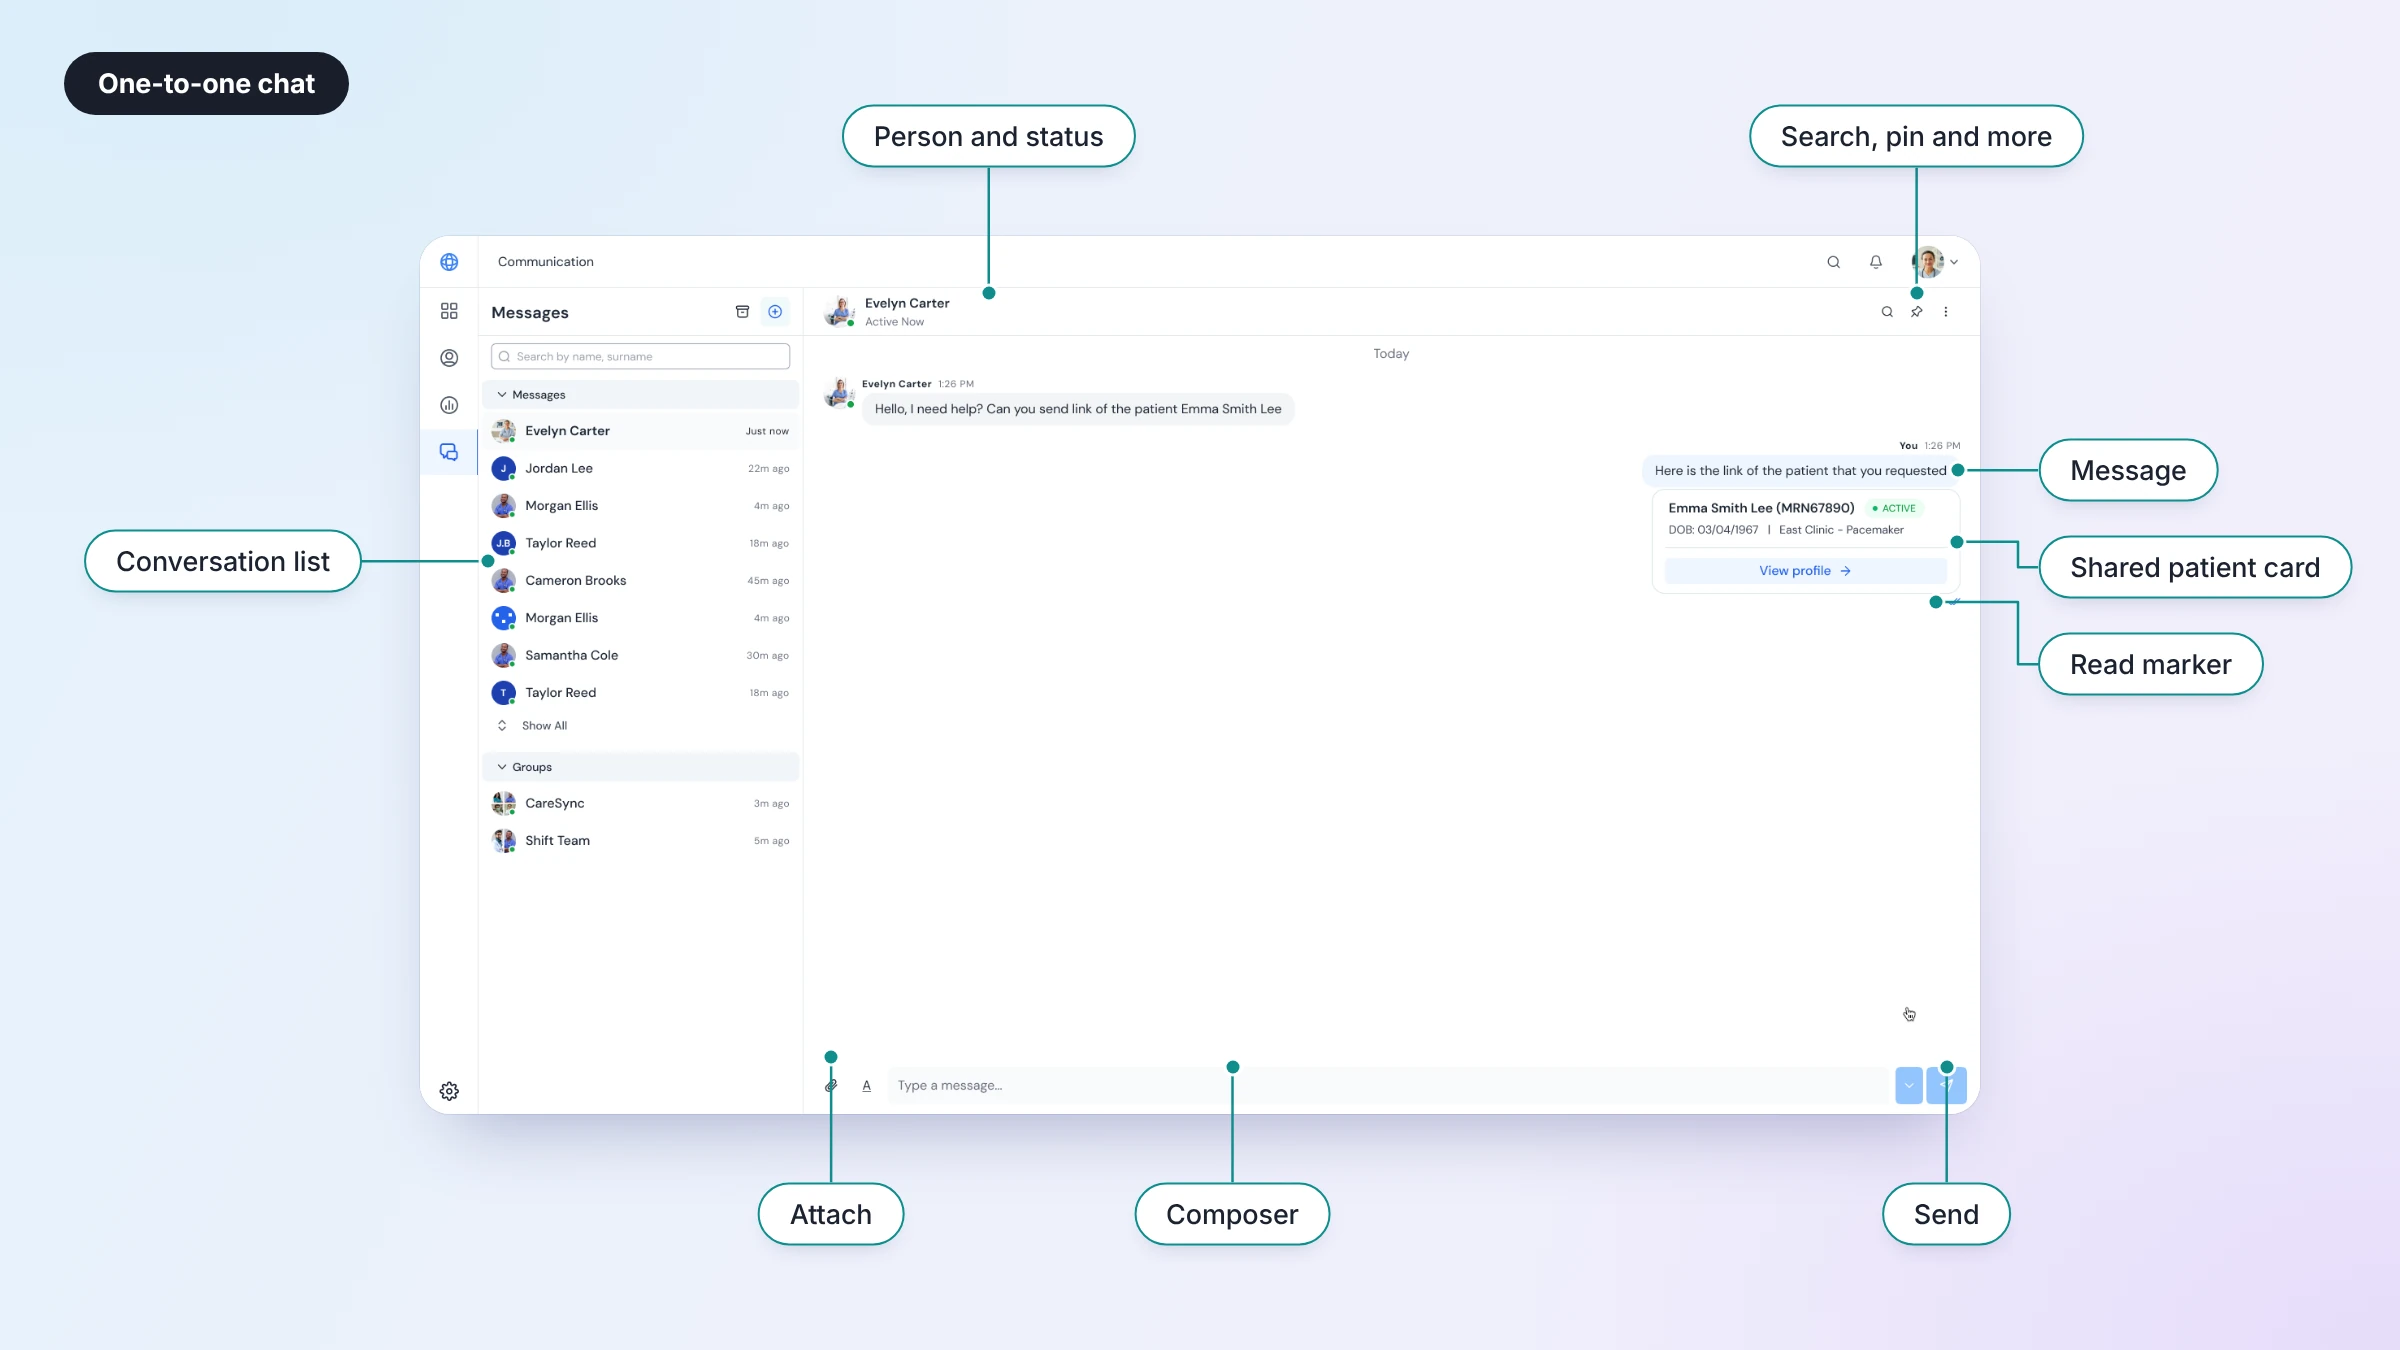 One-to-one chat
Person and status
Search, pin and more
Communication
Messages
Evelyn Carter
Active Now
Search by name, surname
Today
Messages
Evelyn Carter 1:26 PM
Hello, I need help? Can you send link of the patient Emma Smith Lee
Evelyn Carter Just now
J Jordan Lee 22m ago
Morgan Ellis 4m ago
J.B Taylor Reed 18m ago
Cameron Brooks 45m ago
Morgan Ellis 4m ago
Samantha Cole 30m ago
T Taylor Reed 18m ago
Show All
Groups
CareSync 3m ago
Shift Team 5m ago
You 1:26 PM
Here is the link of the patient that you requested
Emma Smith Lee (MRN67890) ACTIVE
DOB: 03/04/1967 | East Clinic - Pacemaker
View profile
Message
Shared patient card
Read marker
Conversation list
A
Type a message...
Attach
Composer
Send